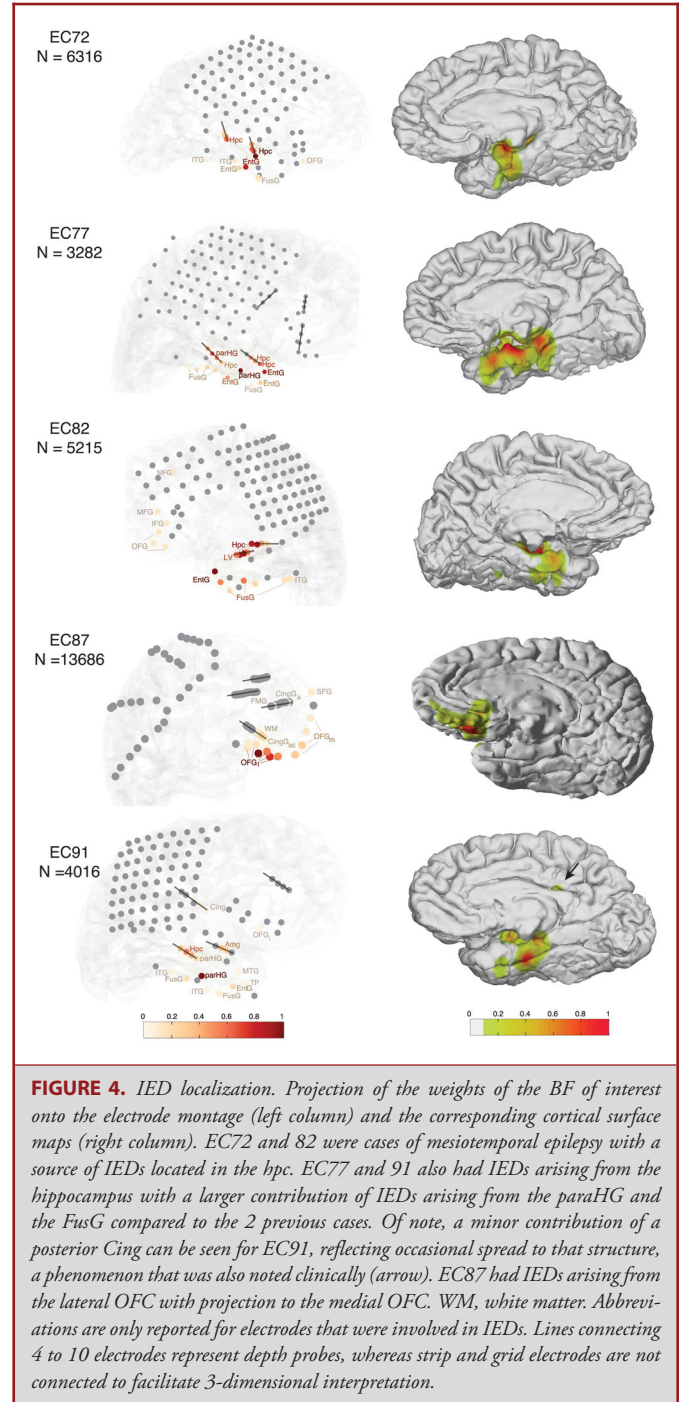 EC72
N = 6316
Hpc
Hpc
ITG
ITG
EntG
EntG
OFG
FusG
EC77
N = 3282
parHG
Hpc
Hpc
Hpc
FusG
EntG
parHG
EntG
FusG
EntG
EC82
N = 5215
MFG
MFG
IFG
OFG
Hpc
LV
EntG
ITG
FusG
EC87
N =13686
CingGa
SFG
FMG
WM
CingGsc
OFGm
OFGl
EC91
N =4016
Cing
OFGl
Hpc
Amg
parHG
ITG
FusG
parHG
MTG
TP
EntG
ITG
FusG
0 0.2 0.4 0.6 0.8 1
0 0.2 0.4 0.6 0.8 1
FIGURE 4. IED localization. Projection of the weights of the BF of interest
onto the electrode montage (left column) and the corresponding cortical surface
maps (right column). EC72 and 82 were cases of mesiotemporal epilepsy with a
source of IEDs located in the hpc. EC77 and 91 also had IEDs arising from the
hippocampus with a larger contribution of IEDs arising from the paraHG and
the FusG compared to the 2 previous cases. Of note, a minor contribution of a
posterior Cing can be seen for EC91, reflecting occasional spread to that structure,
a phenomenon that was also noted clinically (arrow). EC87 had IEDs arising from
the lateral OFC with projection to the medial OFC. WM, white matter. Abbrevi-
ations are only reported for electrodes that were involved in IEDs. Lines connecting
4 to 10 electrodes represent depth probes, whereas strip and grid electrodes are not
connected to facilitate 3-dimensional interpretation.